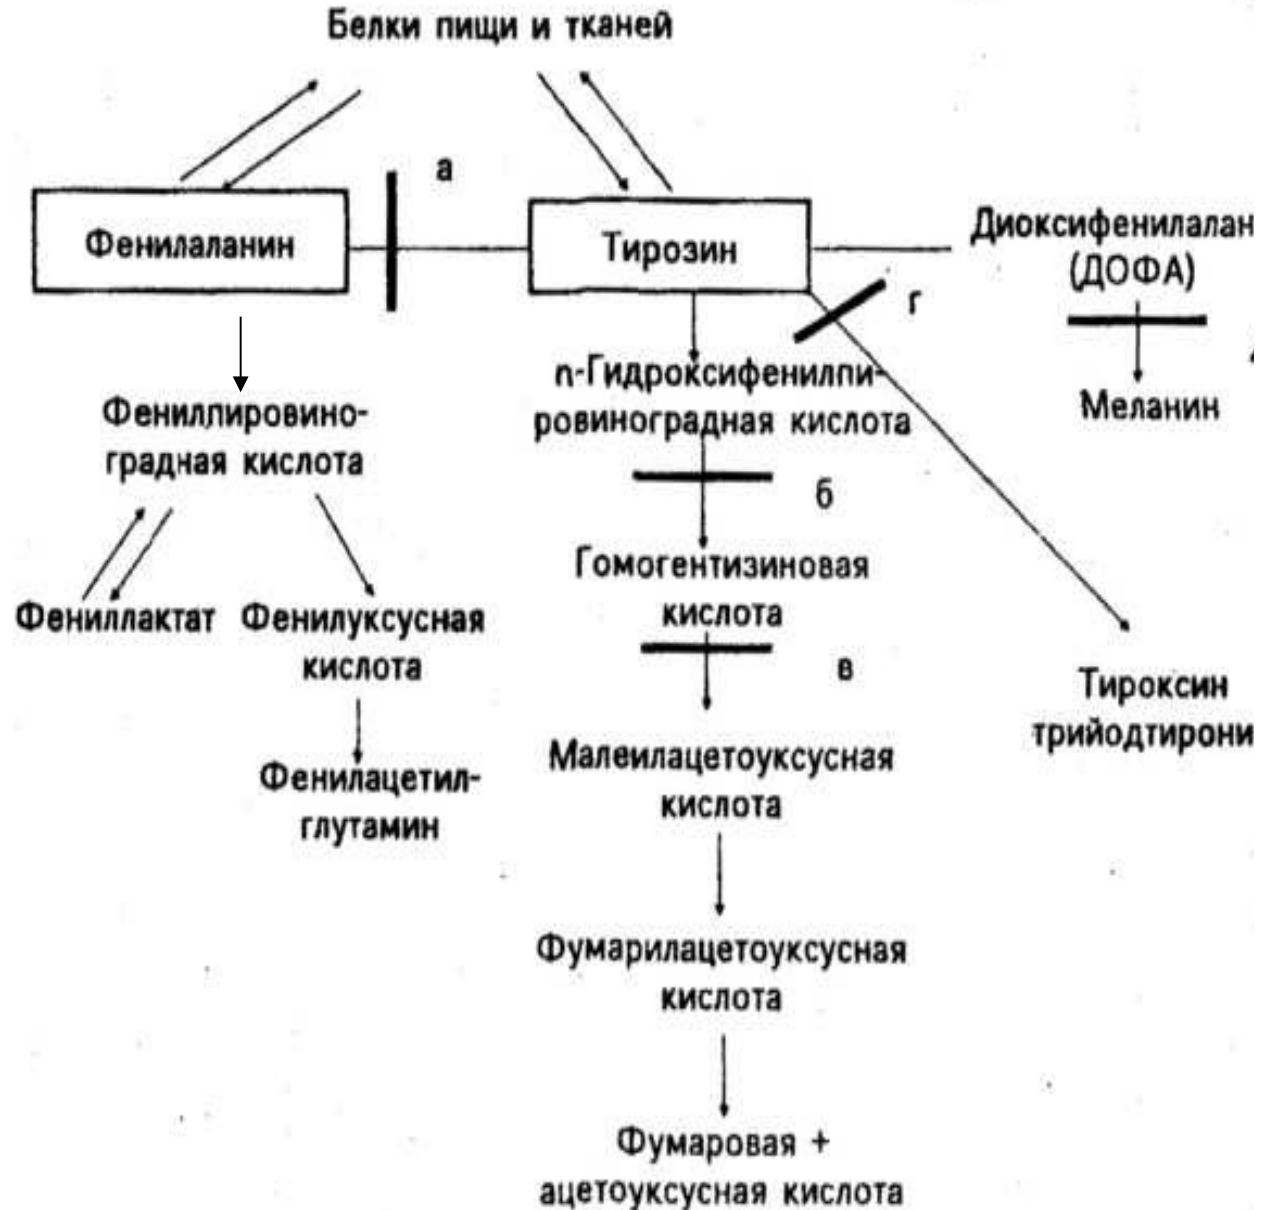 Белки пищи и тканей
а
Фенилаланин
Тирозин
Диоксифенилалан
(ДОФА)
г
Меланин
Фенилпировино-
градная кислота
п-Гидроксифенилпи-
ровиноградная кислота
б
Гомогентизиновая
кислота
Фениллактат
Фенилуксусная
кислота
в
Тироксин
трийодтирони
Малеилацетоуксусная
кислота
Фенилацетил-
глутамин
Фумарилацетоуксусная
кислота
Фумаровая +
ацетоуксусная кислота